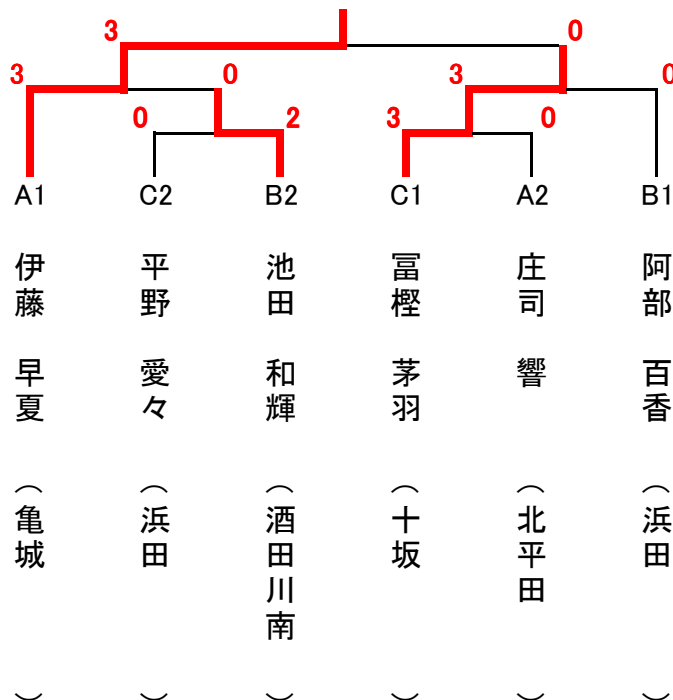 3 0
3 0 3 0
0 2 3 0
A1 C2 B2 C1 A2 B1
伊藤 早夏 （亀城）
平野 愛々 （浜田）
池田 和輝 （酒田川南）
冨樫 茅羽 （十坂）
庄司 響 （北平田）
阿部 百香 （浜田）